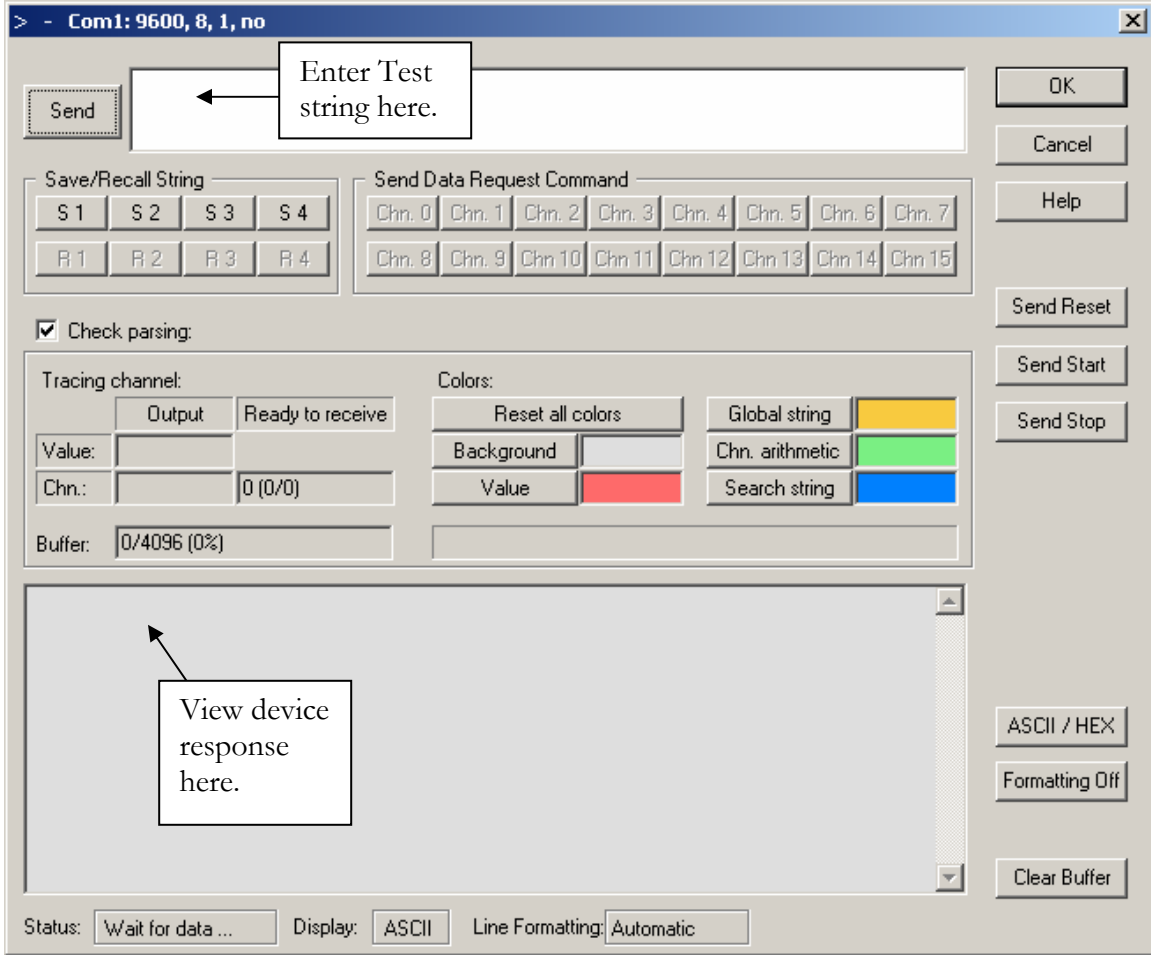 > - Com1: 9600, 8, 1, no
Enter Test
string here.
Send
OK
Cancel
Help
Save/Recall String
S 1 S 2 S 3 S 4
R 1 R 2 R 3 R 4
Send Data Request Command
Chn. 0 Chn. 1 Chn. 2 Chn. 3 Chn. 4 Chn. 5 Chn. 6 Chn. 7
Chn. 8 Chn. 9 Chn 10 Chn 11 Chn 12 Chn 13 Chn 14 Chn 15
Send Reset
Send Start
Send Stop
Check parsing:
Tracing channel:
Output Ready to receive
Value:
Chn.: 0 (0/0)
Buffer: 0/4096 (0%)
Colors:
Reset all colors Global string
Background Chn. arithmetic
Value Search string
View device
response
here.
ASCII / HEX
Formatting Off
Clear Buffer
Status: Wait for data ... Display: ASCII Line Formatting: Automatic